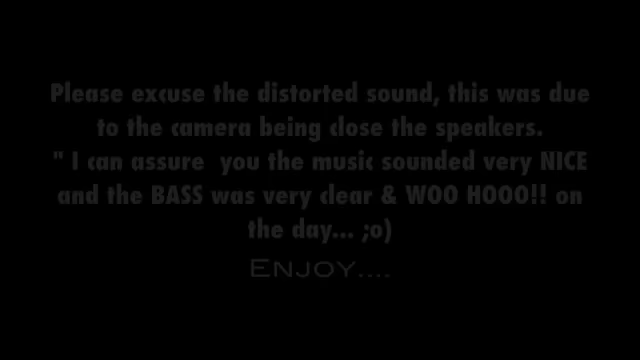 Please excuse the distorted sound, this was due
to the camera being close the speakers.
" I can assure  you the music sounded very NICE
and the BASS was very clear & WOO HOOO!! on
the day... ;o)
ENJOY....